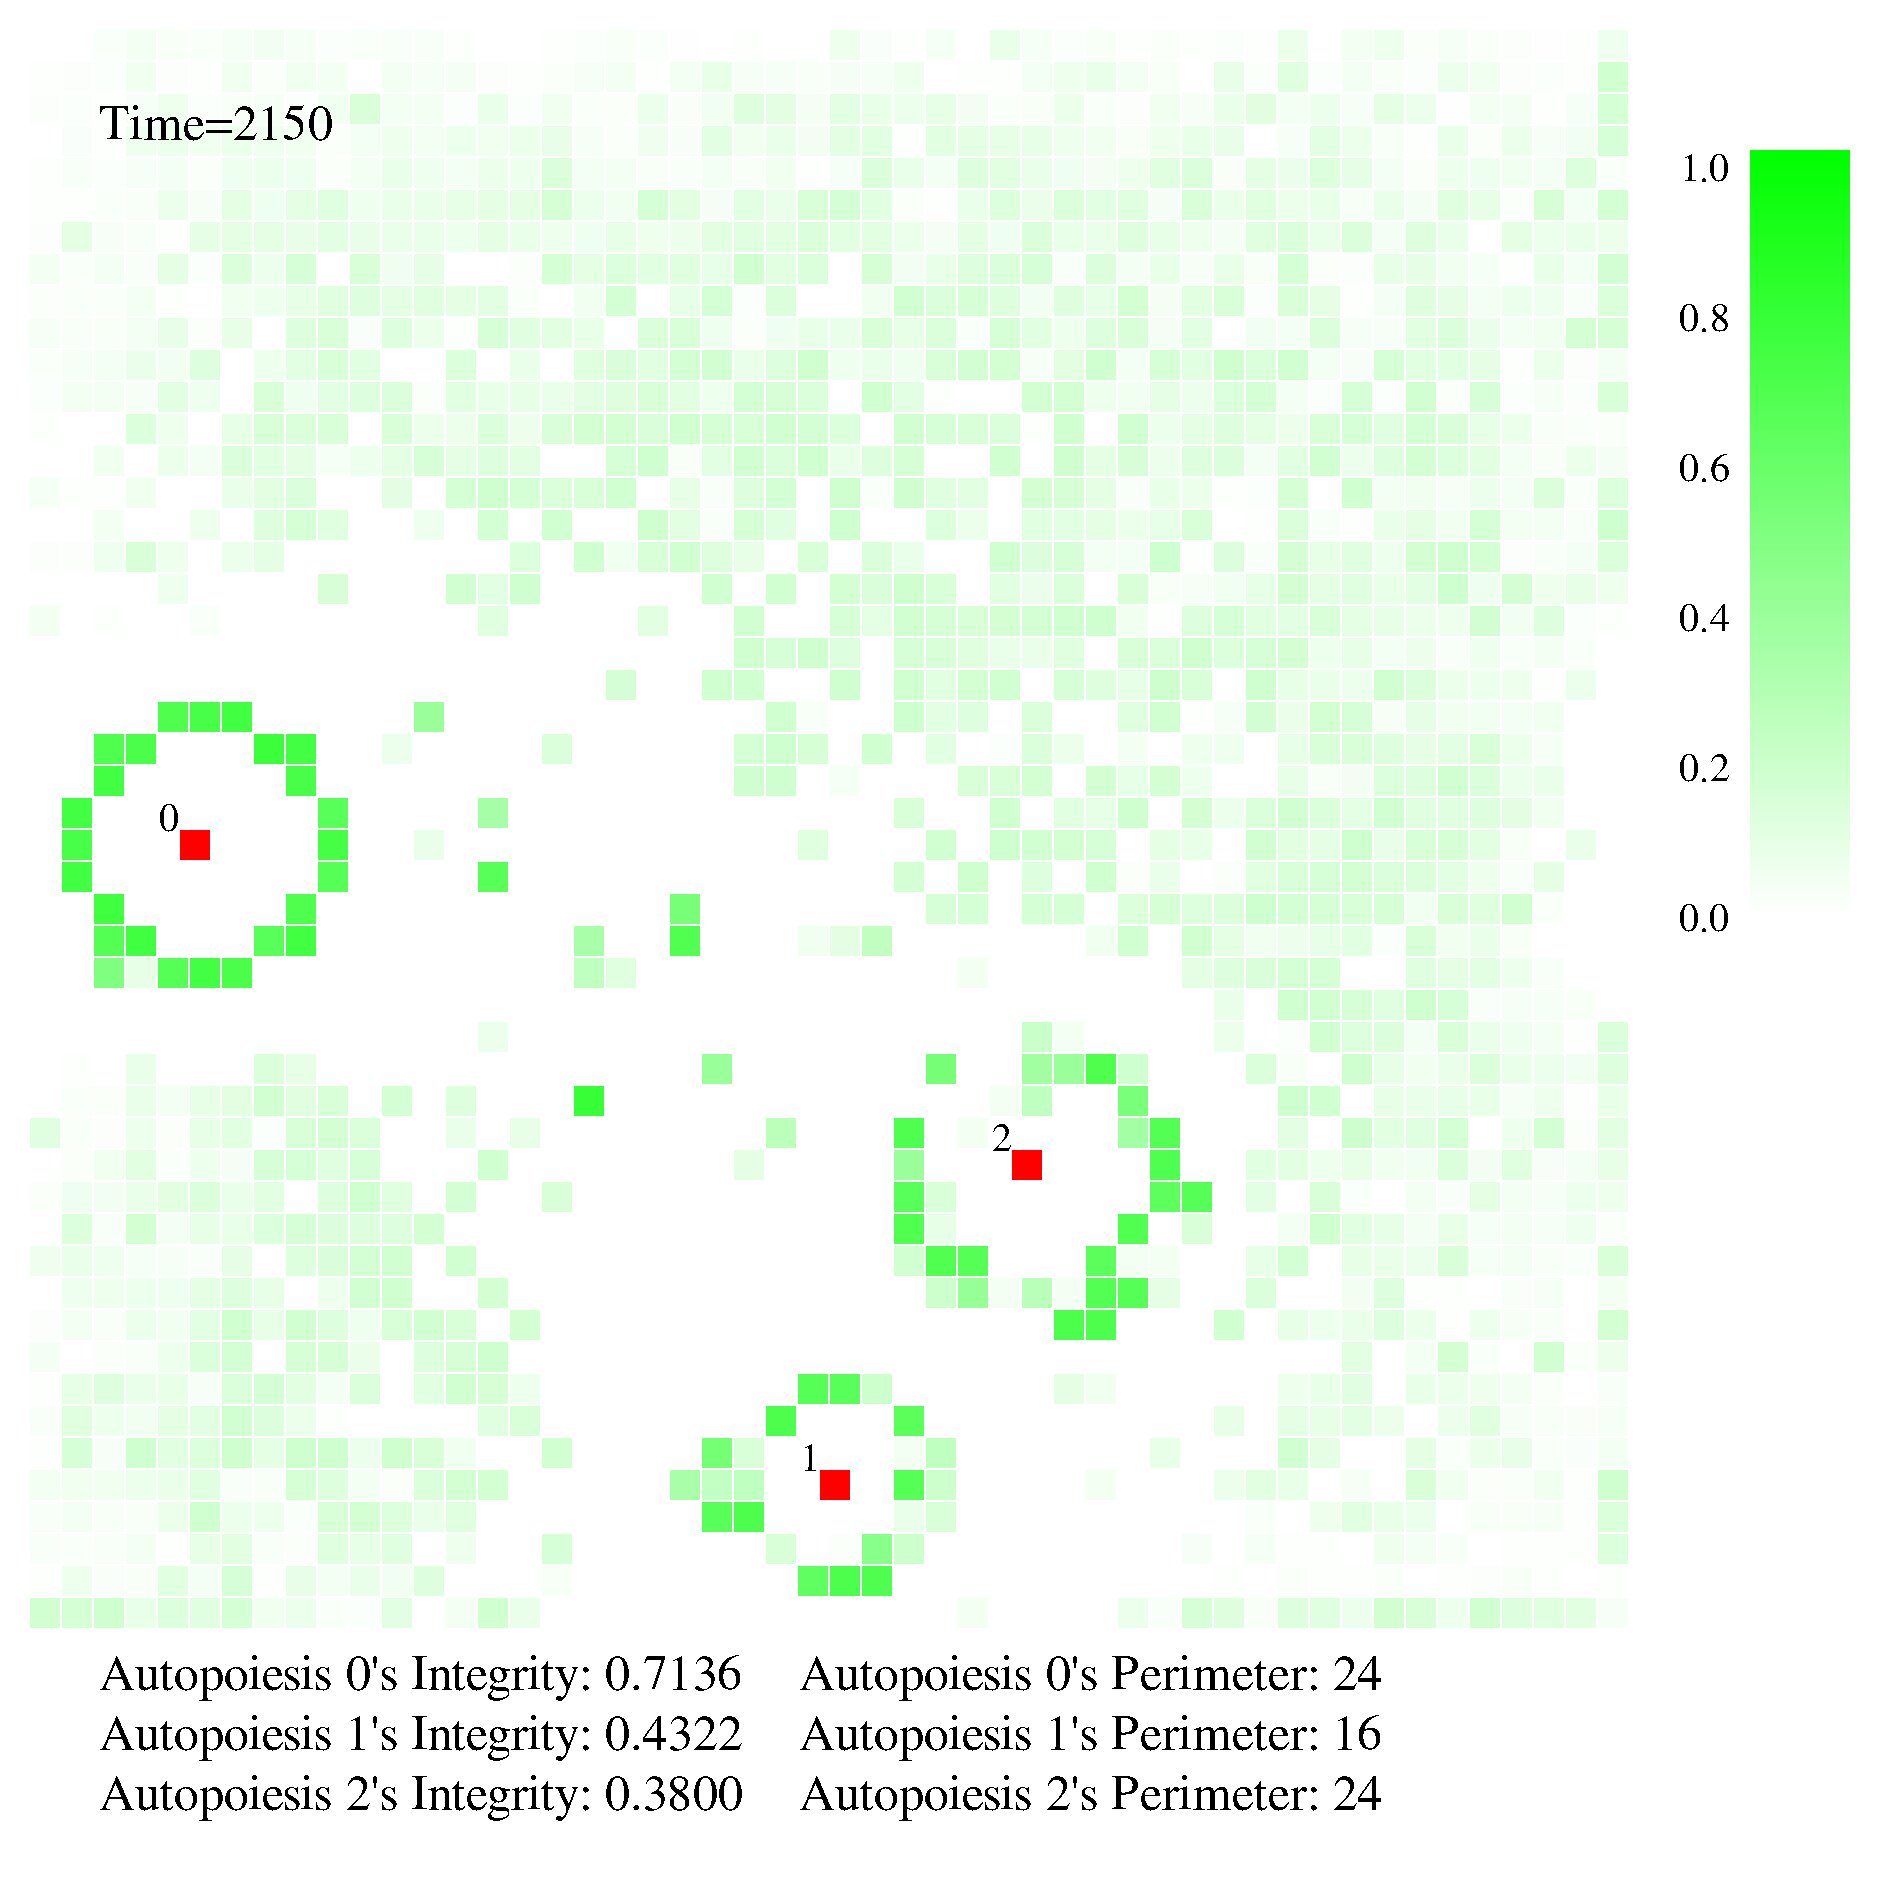 Time=2150
1.0
0.8
0.6
0.4
0.2
0.0
0
2
1
Autopoiesis 0's Integrity: 0.7136 Autopoiesis 0's Perimeter: 24
Autopoiesis 1's Integrity: 0.4322 Autopoiesis 1's Perimeter: 16
Autopoiesis 2's Integrity: 0.3800 Autopoiesis 2's Perimeter: 24